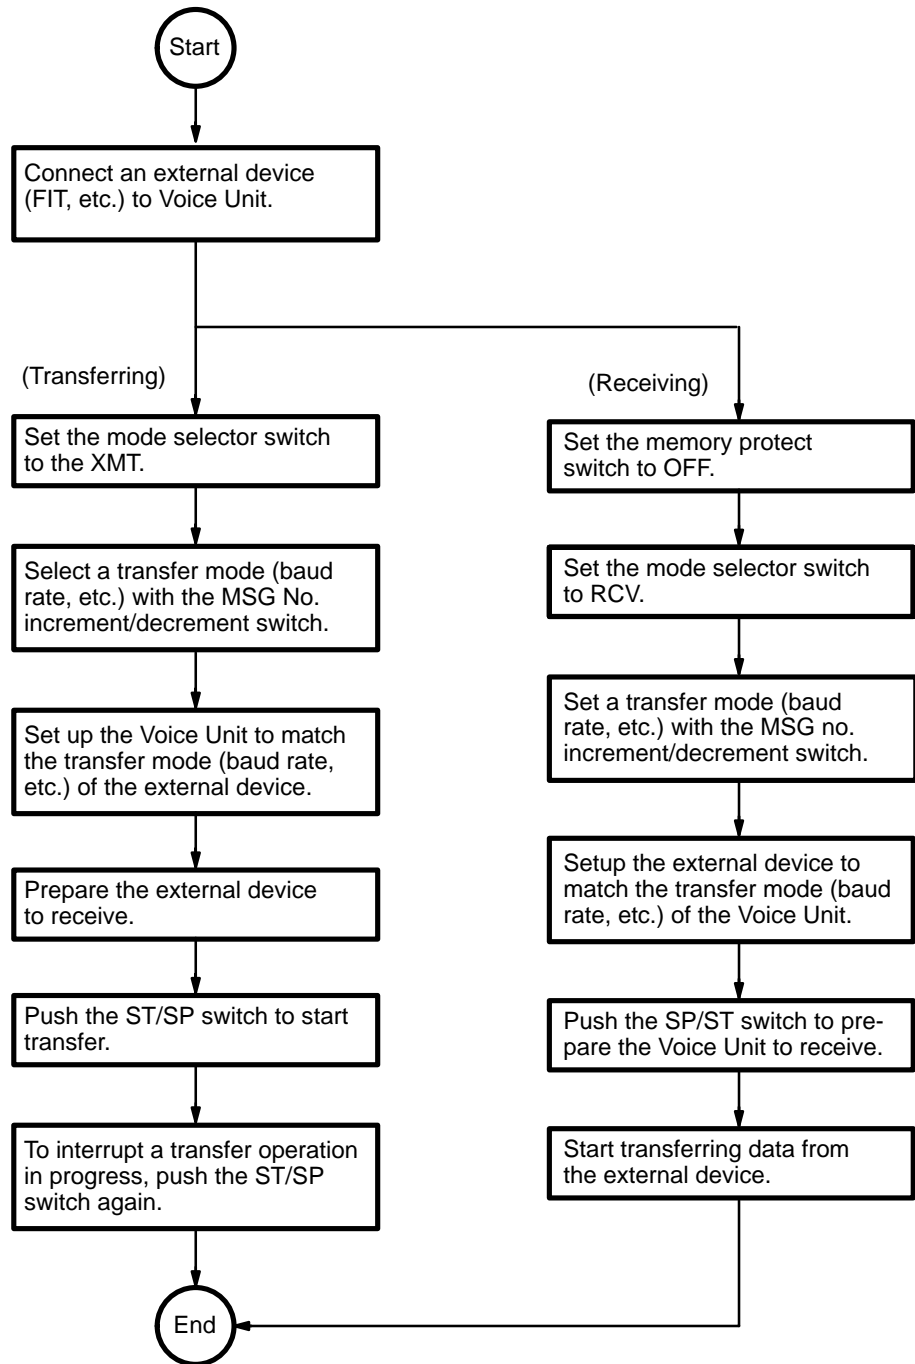 Start
Connect an external device
(FIT, etc.) to Voice Unit.
(Transferring)
Set the mode selector switch
to the XMT.
Select a transfer mode (baud
rate, etc.) with the MSG No.
increment/decrement switch.
Set up the Voice Unit to match
the transfer mode (baud rate,
etc.) of the external device.
Prepare the external device
to receive.
Push the ST/SP switch to start
transfer.
To interrupt a transfer operation
in progress, push the ST/SP
switch again.
(Receiving)
Set the memory protect
switch to OFF.
Set the mode selector switch
to RCV.
Set a transfer mode (baud
rate, etc.) with the MSG no.
increment/decrement switch.
Setup the external device to
match the transfer mode (baud
rate, etc.) of the Voice Unit.
Push the SP/ST switch to pre-
pare the Voice Unit to receive.
Start transferring data from
the external device.
End